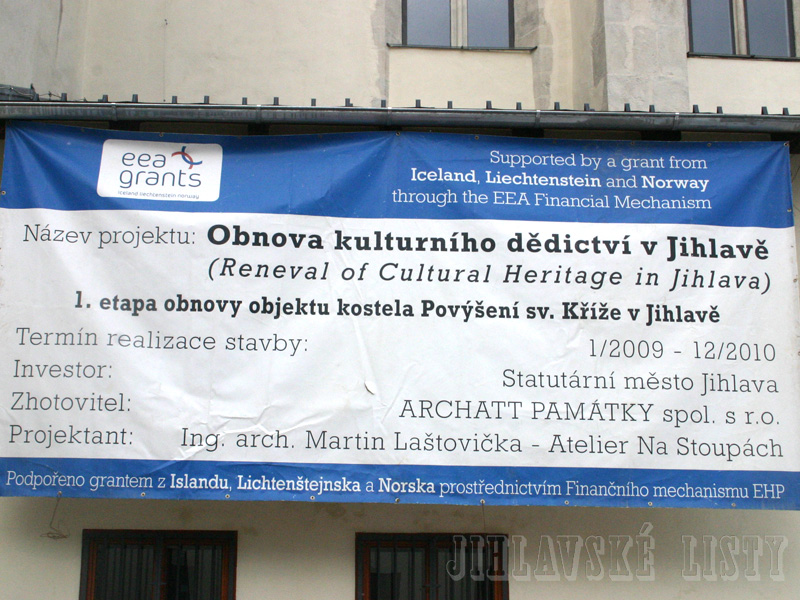 eea
grants
iceland liechtenstein norway
Supported by a grant from
Iceland, Liechtenstein and Norway
through the EEA Financial Mechanism
Název projektu: Obnova kulturního dědictví v Jihlavě
(Reneval of Cultural Heritage in Jihlava)
1. etapa obnovy objektu kostela Povýšení sv. Kříže v Jihlavě
Termín realizace stavby: 1/2009 - 12/2010
Investor: Statutární město Jihlava
Zhotovitel: ARCHATT PAMÁTKY spol. s r.o.
Projektant: Ing. arch. Martin Laštovička - Atelier Na Stoupách
Podpořeno grantem z Islandu, Lichtenštejnska a Norska prostřednictvím Finančního mechanismu EHP
JIHLAVSKÉ LISTY